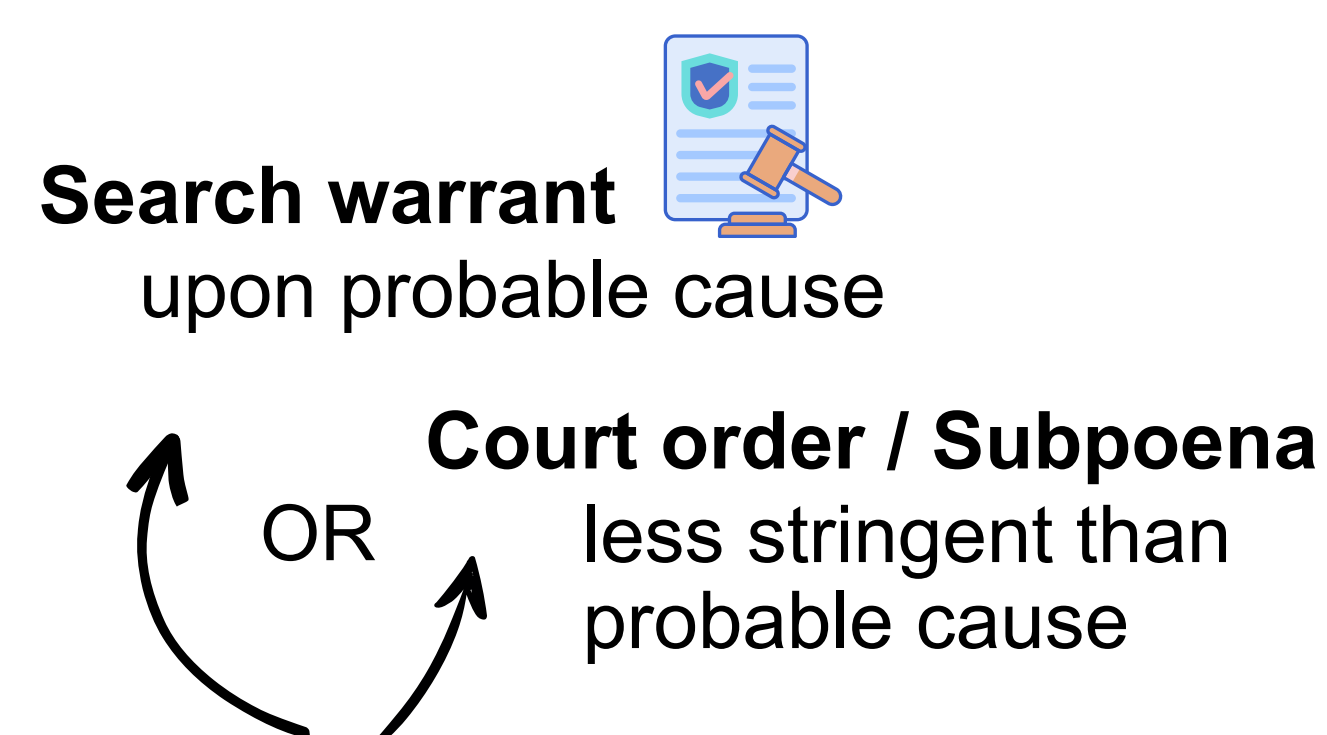 Search warrant
upon probable cause
Court order / Subpoena
OR
less stringent than
probable cause